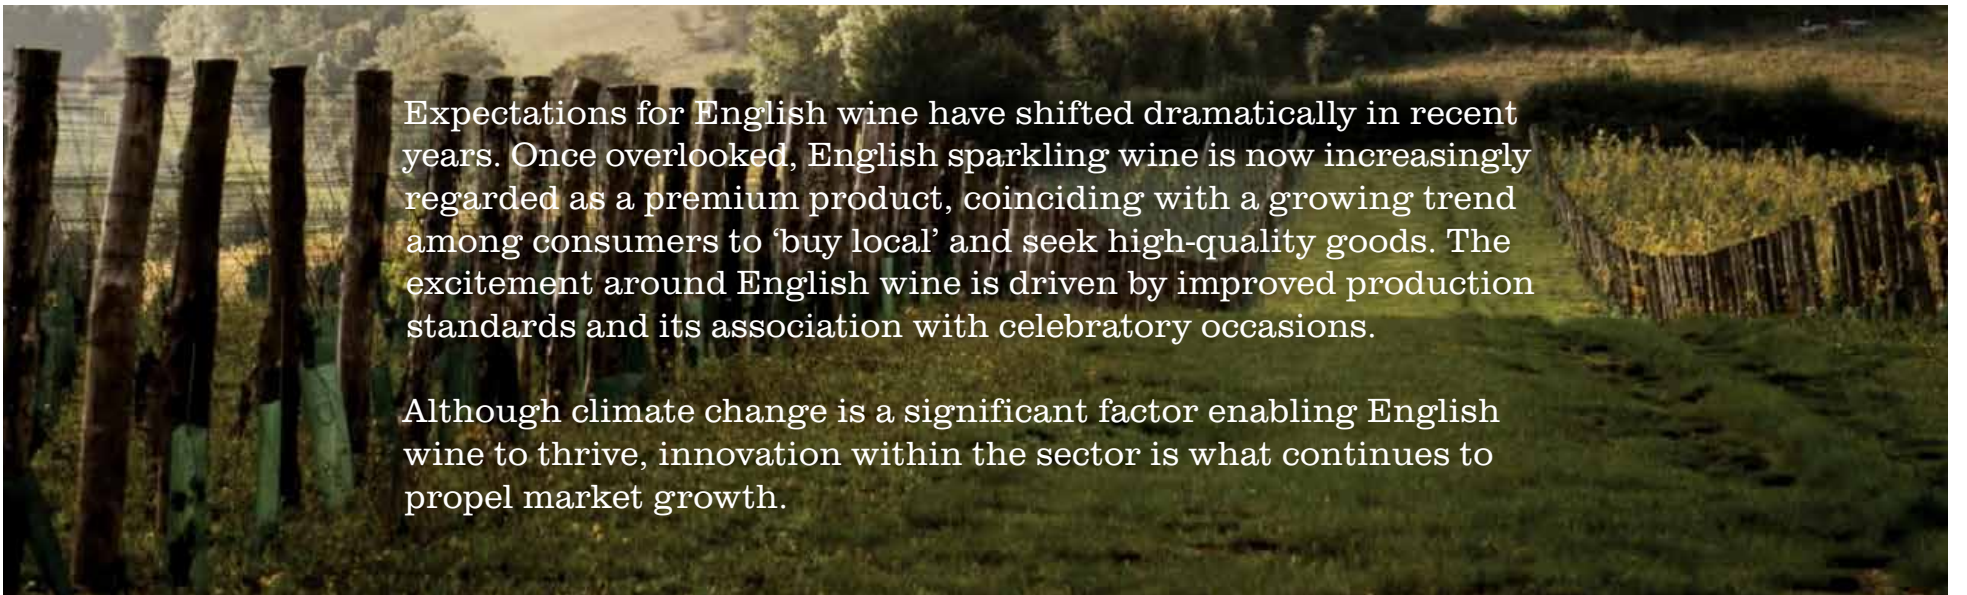 Expectations for English wine have shifted dramatically in recent
years. Once overlooked, English sparkling wine is now increasingly
regarded as a premium product, coinciding with a growing trend
among consumers to ‘buy local’ and seek high-quality goods. The
excitement around English wine is driven by improved production
standards and its association with celebratory occasions.
Although climate change is a significant factor enabling English
wine to thrive, innovation within the sector is what continues to
propel market growth.